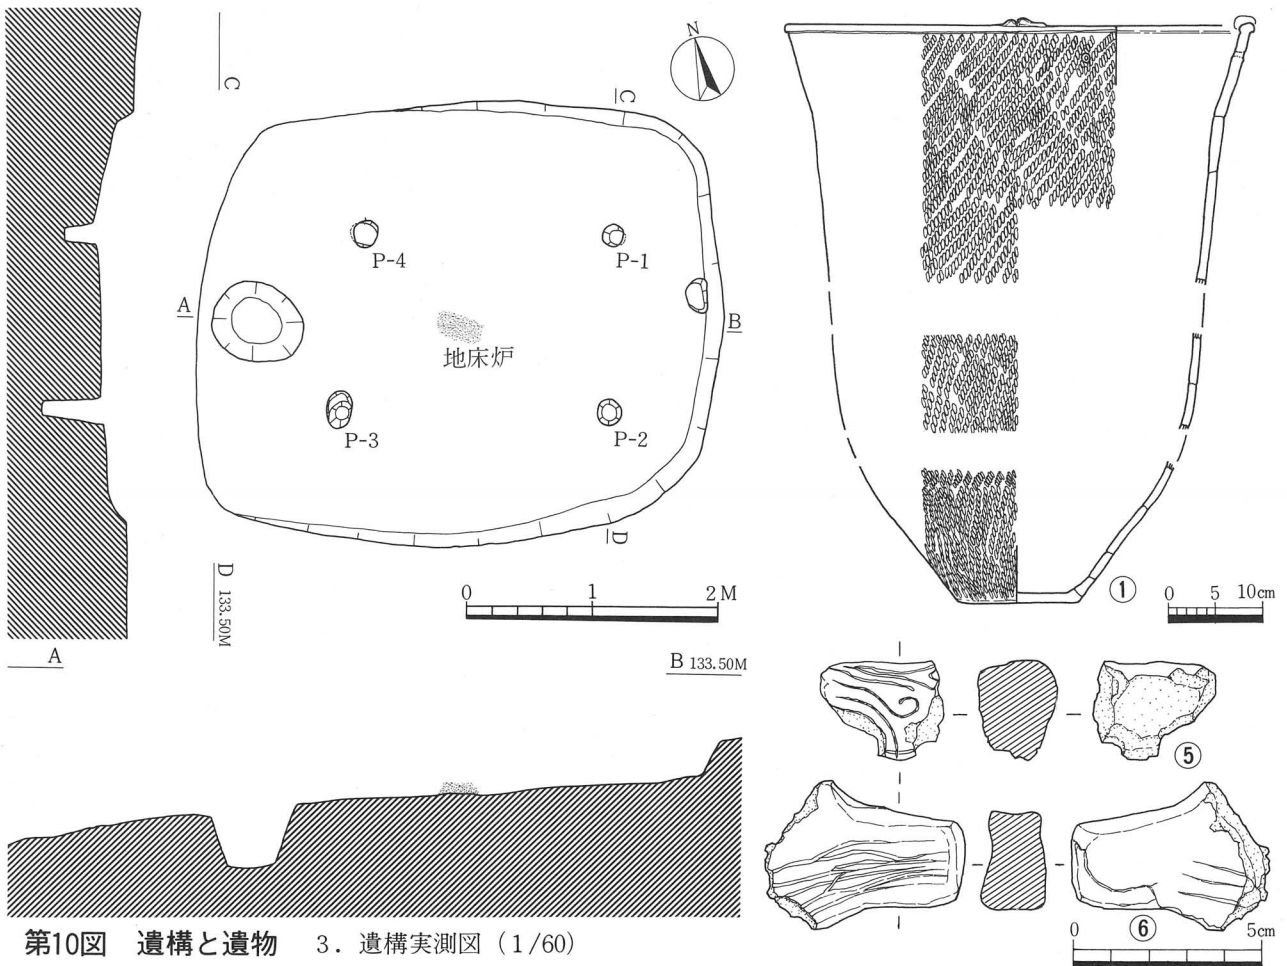 C
N
C
P-4
P-1
A
B
地床炉
P-3
P-2
D
D 133.50M
0 1 2M
A
B 133.50M
①
0 5 10cm
⑤
⑥
0 5cm
第10図 遺構と遺物 3. 遺構実測図 (1/60)